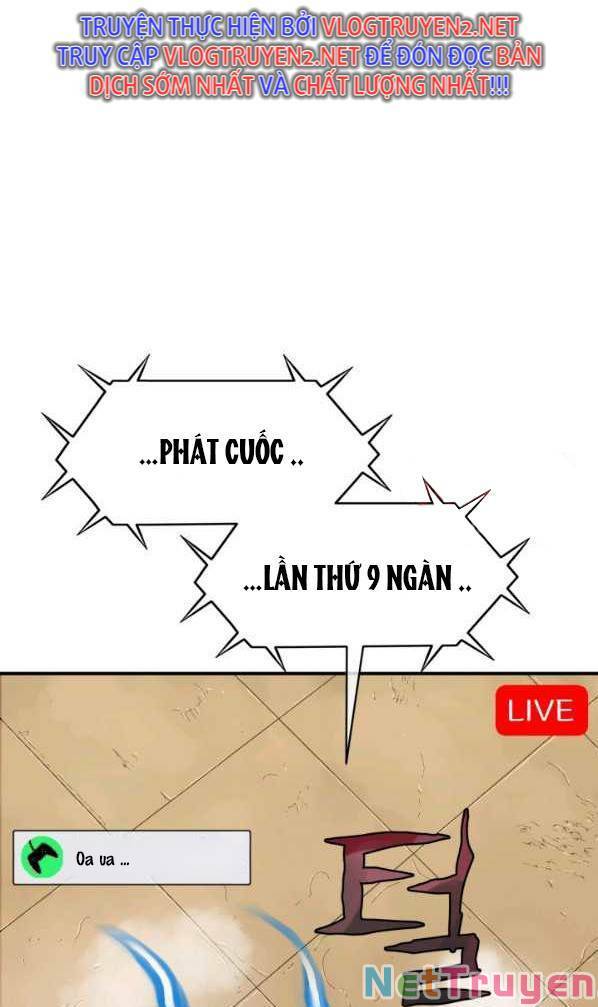 TRUYỆN THỰC HIỆN BỞI VLOGTRUYEN2.NET
TRUY CẬP VLOGTRUYEN2.NET ĐỂ ĐÓN ĐỌC BẢN
DỊCH SỚM NHẤT VÀ CHẤT LƯỢNG NHẤT!!!
...PHÁT CUỐC ..
...LẦN THỨ 9 NGÀN ..
LIVE
Oa ua ...
턱
NetTruyen